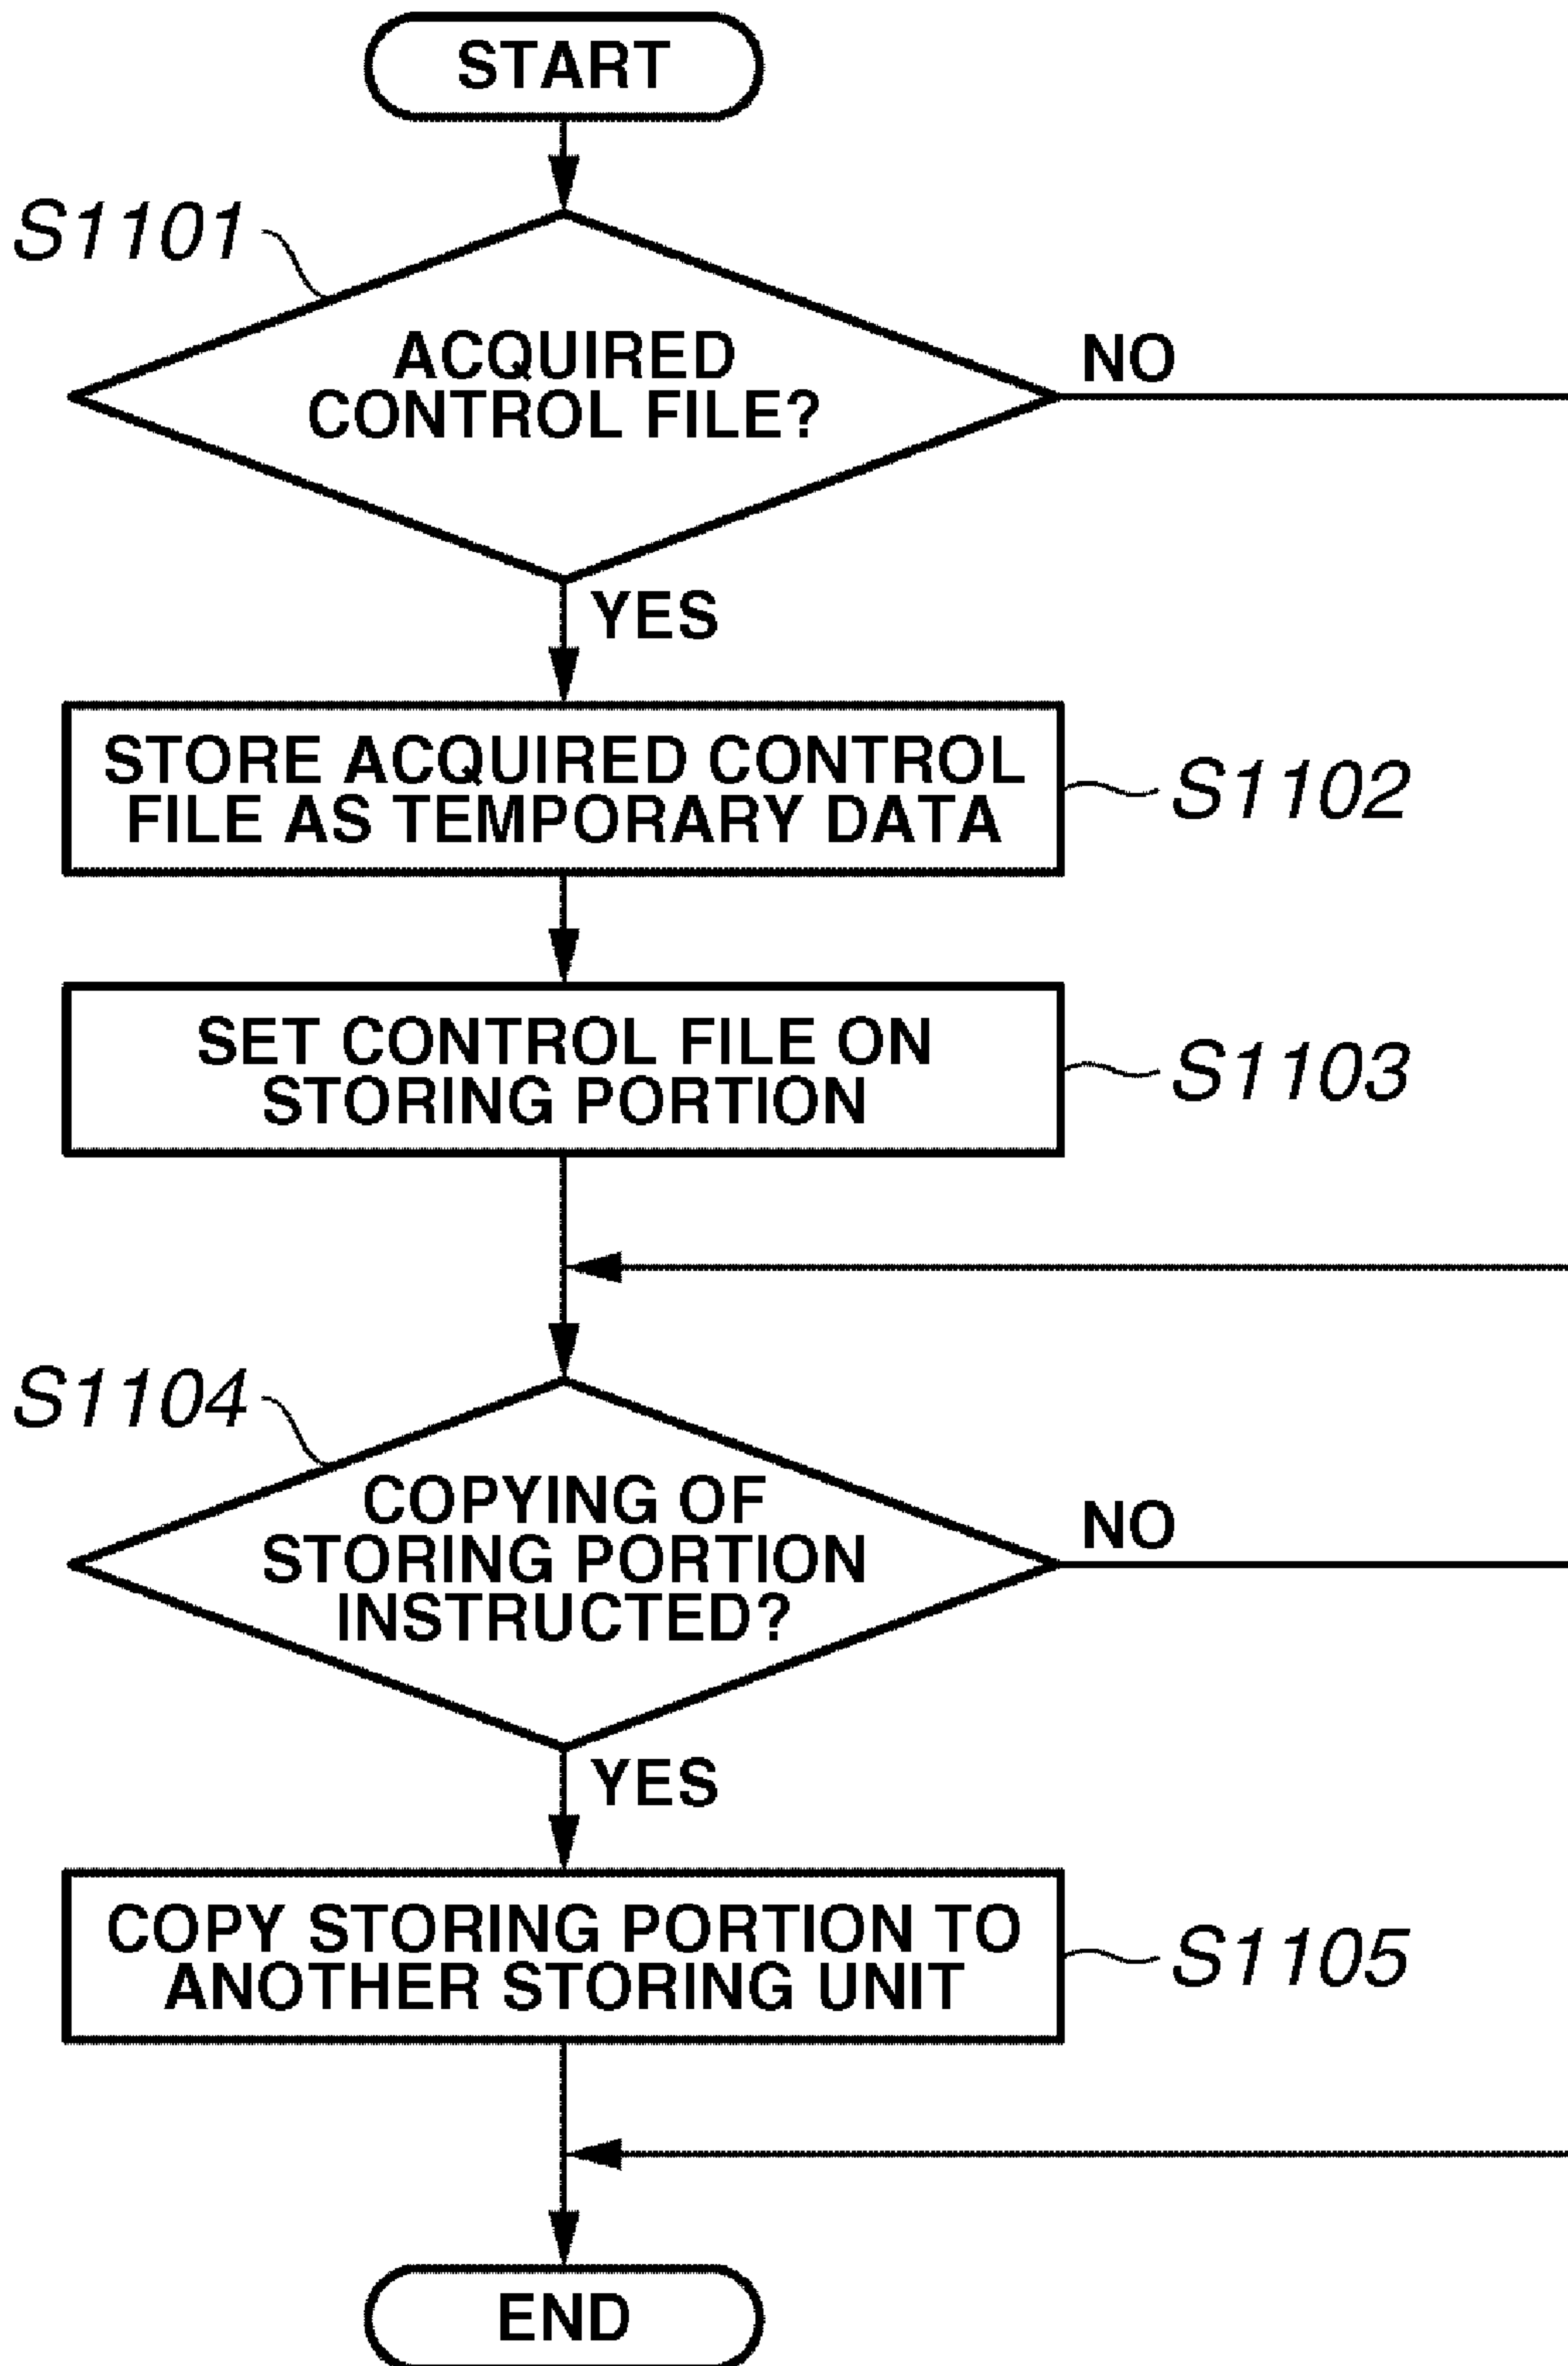 START
S1101
ACQUIRED
CONTROL FILE?
NO
YES
STORE ACQUIRED CONTROL
FILE AS TEMPORARY DATA
S1102
SET CONTROL FILE ON
STORING PORTION
S1103
S1104
COPYING OF
STORING PORTION
INSTRUCTED?
NO
YES
COPY STORING PORTION TO
ANOTHER STORING UNIT
S1105
END